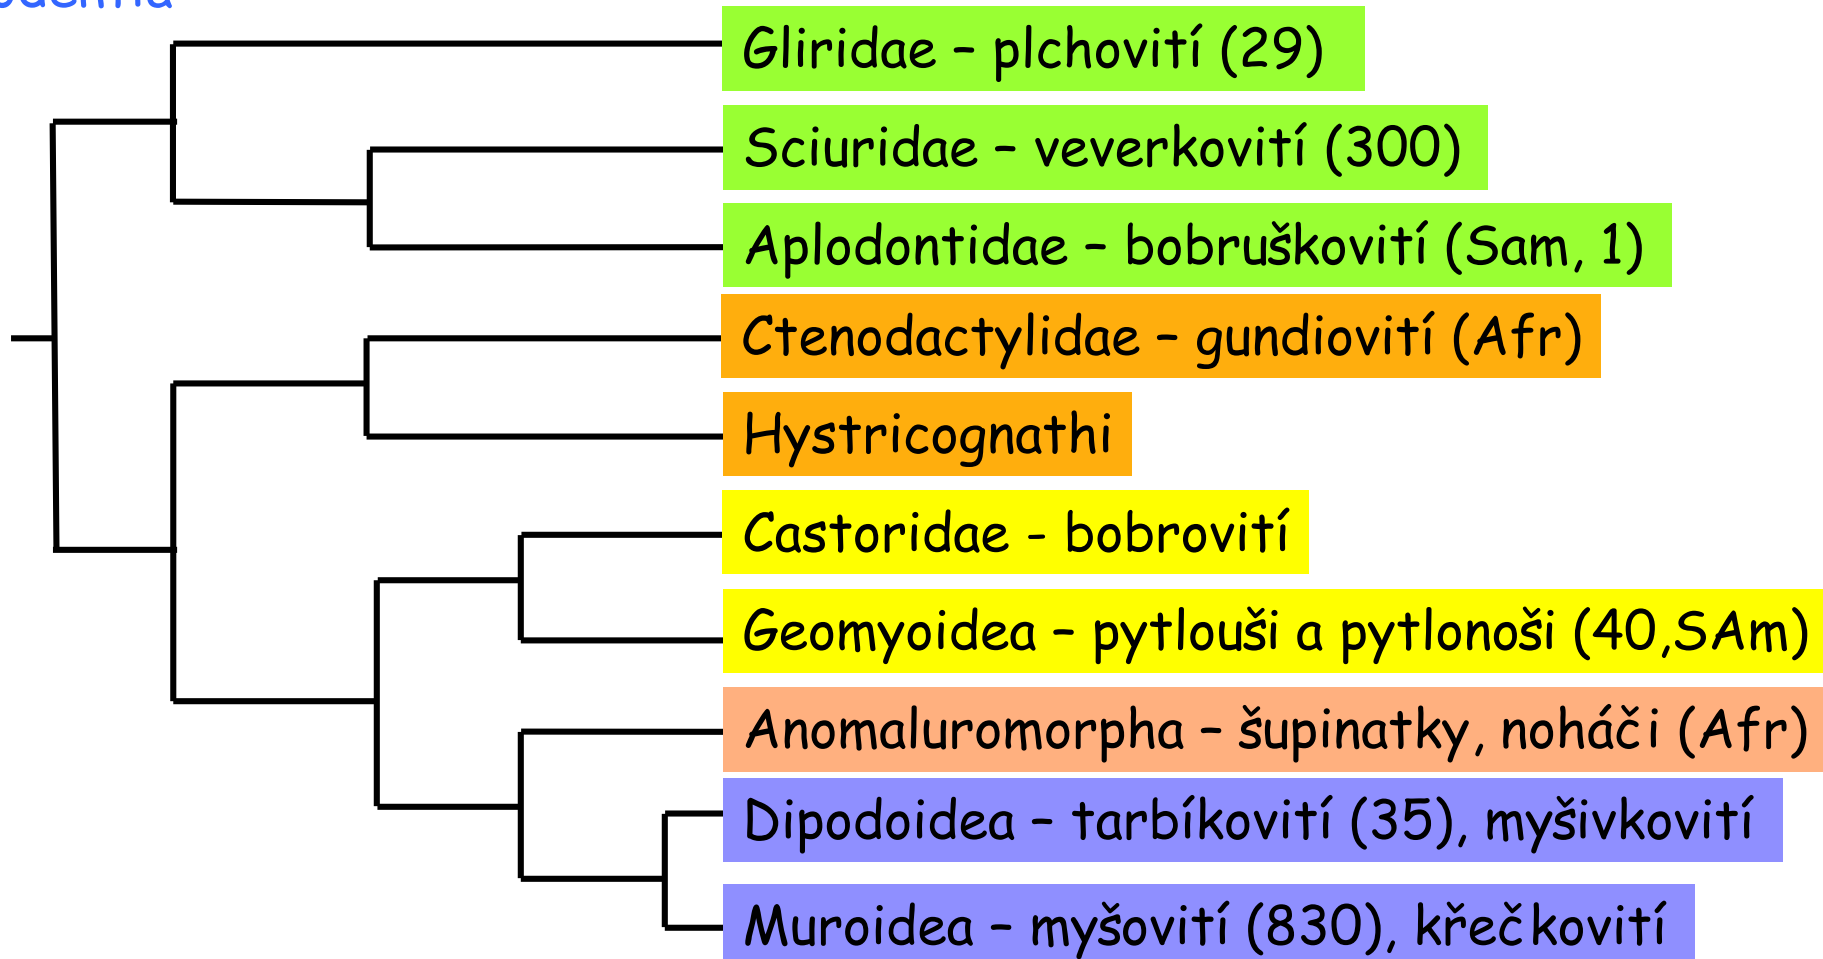 Gliridae – plchovití (29)
Sciuridae – veverkovití (300)
Aplodontidae – bobruškovití (Sam, 1)
Ctenodactylidae – gundiovití (Afr)
Hystricognathi
Castoridae - bobrovití
Geomyoidea – pytlouši a pytlonoši (40,SAm)
Anomaluromorpha – šupinatky, noháči (Afr)
Dipodoidea – tarbíkovití (35), myšivkovití
Muroidea – myšovití (830), křečkovití